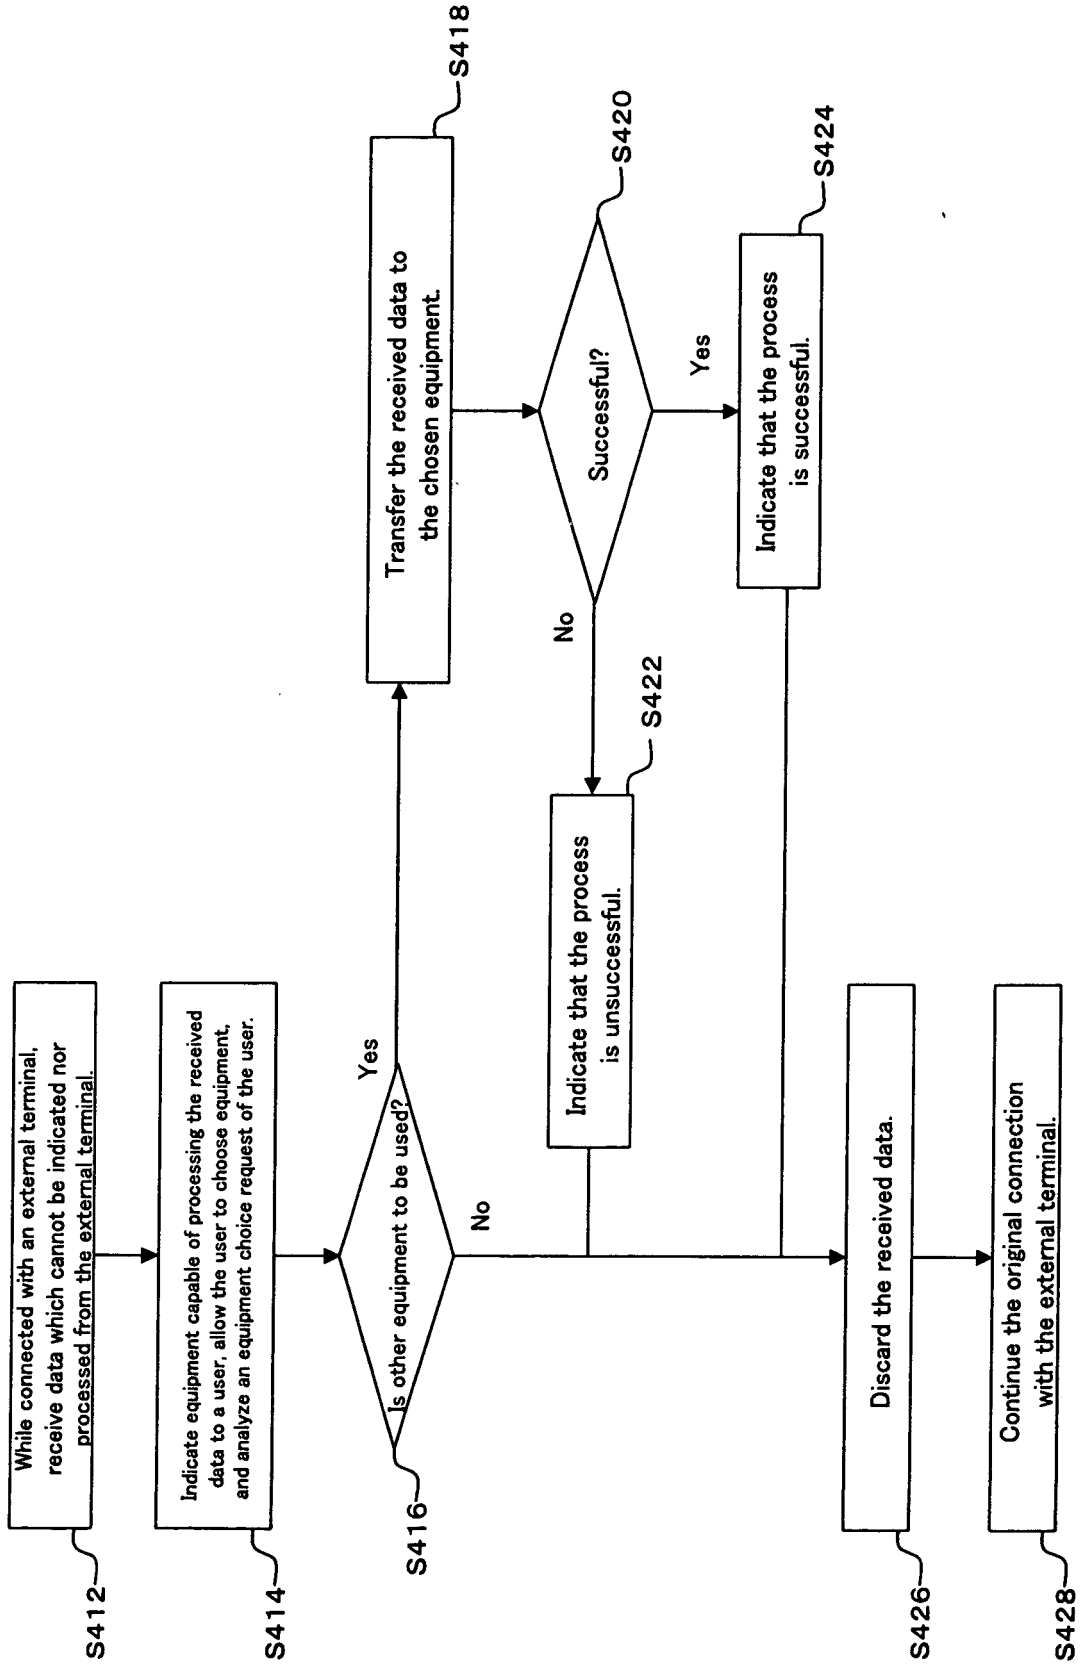 S412
While connected with an external terminal,
receive data which cannot be indicated nor
processed from the external terminal.
S414
Indicate equipment capable of processing the received
data to a user, allow the user to choose equipment,
and analyze an equipment choice request of the user.
S416
Is other equipment to be used?
Yes
No
S418
Transfer the received data to
the chosen equipment.
S420
Successful?
No
Yes
S422
Indicate that the process
is unsuccessful.
S424
Indicate that the process
is successful.
S426
Discard the received data.
S428
Continue the original connection
with the external terminal.